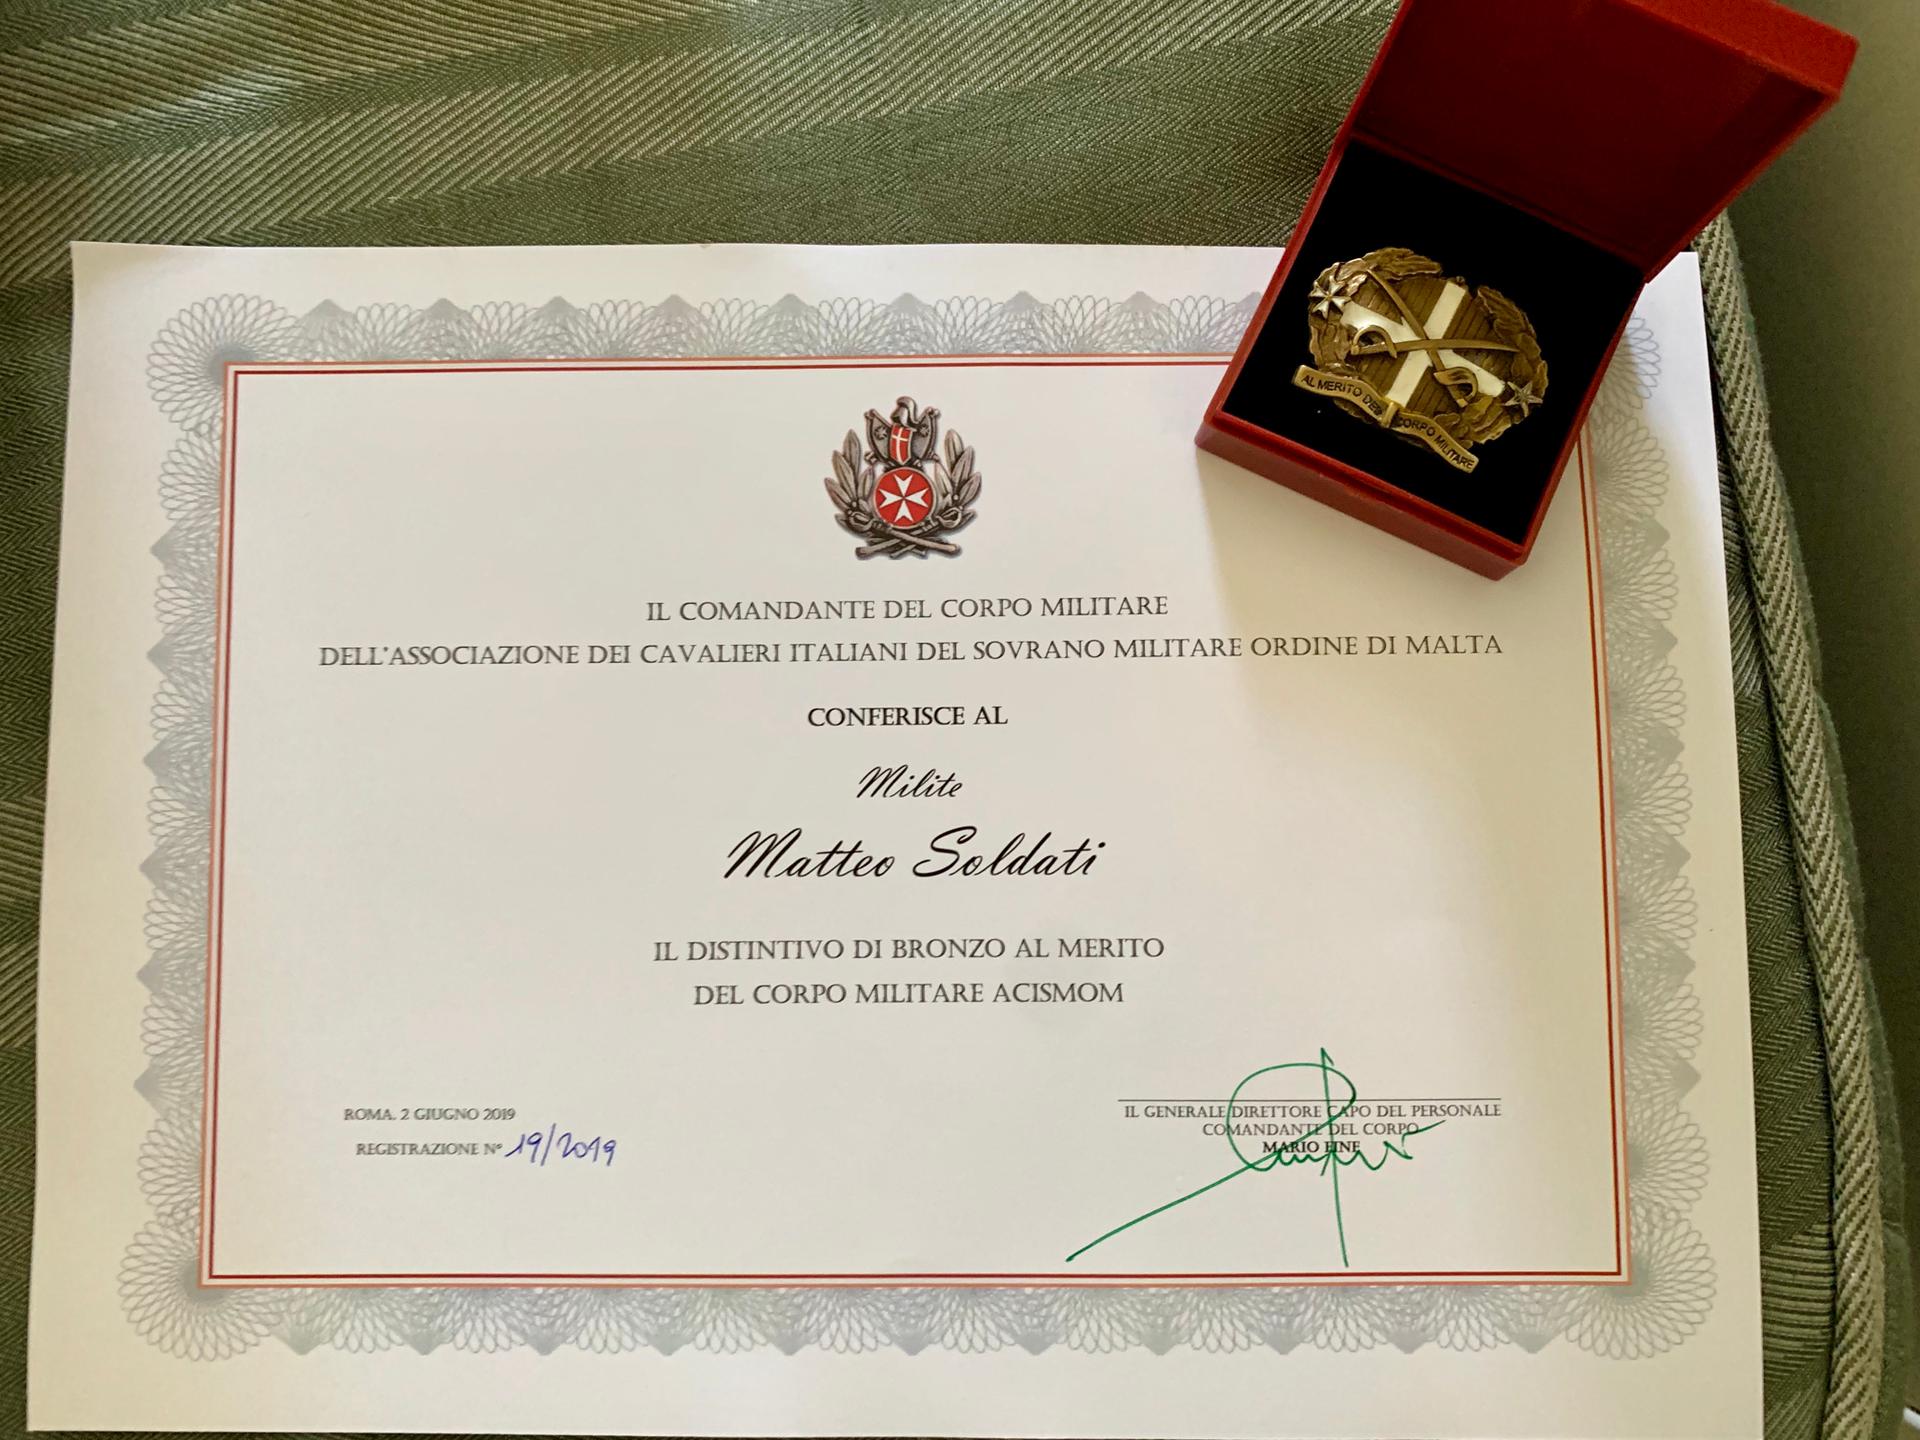 AL MERITO DEL CORPO MILITARE
IL COMANDANTE DEL CORPO MILITARE
DELL'ASSOCIAZIONE DEI CAVALIERI ITALIANI DEL SOVRANO MILITARE ORDINE DI MALTA
CONFERISCE AL
Milite
Matteo Soldati
IL DISTINTIVO DI BRONZO AL MERITO
DEL CORPO MILITARE ACISMOM
ROMA, 2 GIUGNO 2019
REGISTRAZIONE N° 19/2019
IL GENERALE DIRETTORE CAPO DEL PERSONALE
COMANDANTE DEL CORPO
MARIO FINE